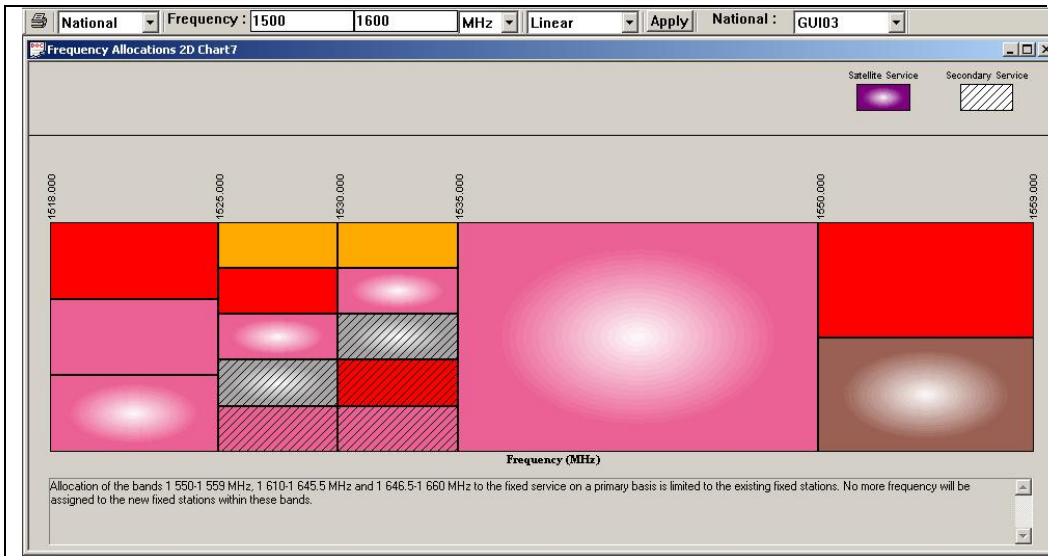 National Frequency : 1500 1600 MHz Linear Apply National : GUI03
Frequency Allocations 2D Chart7
Satellite Service Secondary Service
1518.000 1525.000 1530.000 1535.000 1550.000 1559.000
Frequency (MHz)
Allocation of the bands 1 550-1 559 MHz, 1 610-1 645.5 MHz and 1 646.5-1 660 MHz to the fixed service on a primary basis is limited to the existing fixed stations. No more frequency will be
assigned to the new fixed stations within these bands.